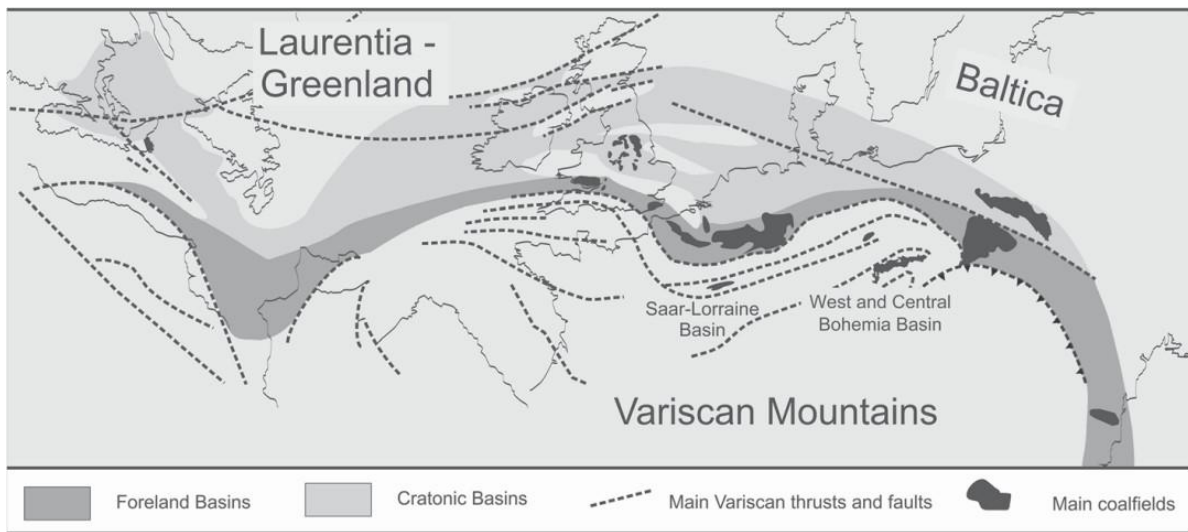 Laurentia -
Greenland
Baltica
Saar-Lorraine
Basin
West and Central
Bohemia Basin
Variscan Mountains
Foreland Basins
Cratonic Basins
Main Variscan thrusts and faults
Main coalfields